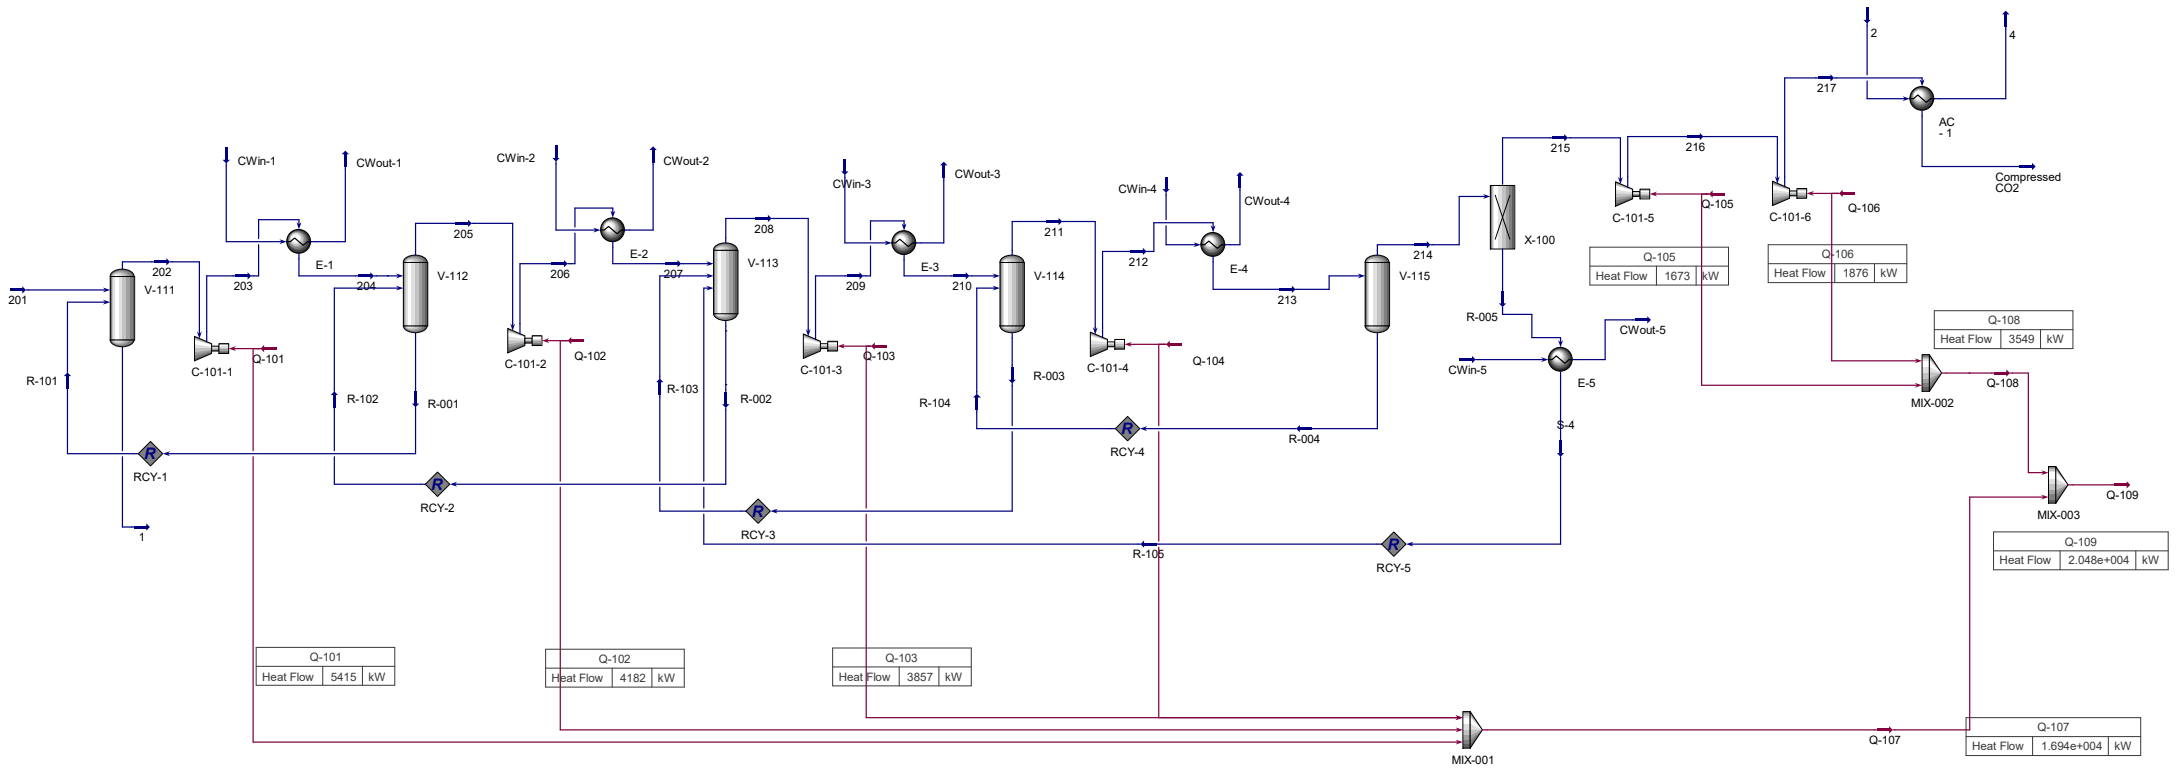 2
4
217
AC
- 1
Compressed
CO2
215
216
CWin-1
CWout-1
CWin-2
CWout-2
CWin-3
CWout-3
CWin-4
CWout-4
C-101-5
Q-105
C-101-6
Q-106
X-100
202
203
E-1
204
205
V-112
206
E-2
207
208
V-113
209
E-3
210
211
V-114
212
E-4
213
214
V-115
201
V-111
Q-105
Heat Flow 1673 kW
Q-106
Heat Flow 1876 kW
R-005
CWout-5
CWin-5
E-5
Q-108
Heat Flow 3549 kW
C-101-1
Q-101
C-101-2
Q-102
C-101-3
Q-103
C-101-4
Q-104
R-101
R-102
R-001
R-103
R-002
R-104
R-003
R-004
S-4
Q-108
MIX-002
RCY-1
RCY-2
RCY-3
RCY-4
R-105
RCY-5
1
Q-109
MIX-003
Q-109
Heat Flow 2.048e+004 kW
Q-101
Heat Flow 5415 kW
Q-102
Heat Flow 4182 kW
Q-103
Heat Flow 3857 kW
MIX-001
Q-107
Q-107
Heat Flow 1.694e+004 kW
R
R
R
R
R